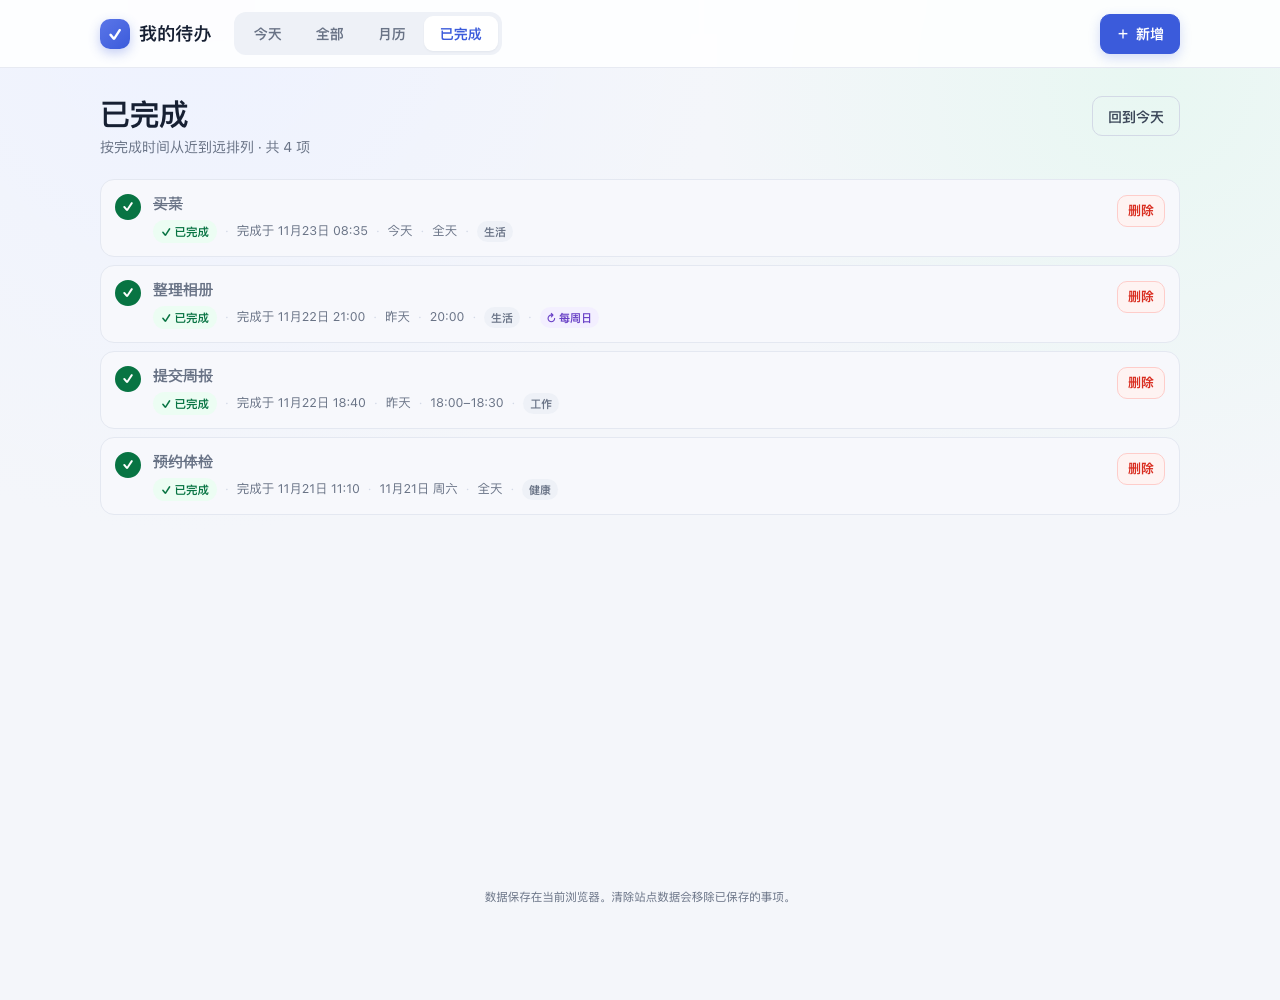 我的待办
今天 全部 月历 已完成
+ 新增
已完成
回到今天
按完成时间从近到远排列 · 共 4 项
买菜
删除
✓ 已完成 · 完成于 11月23日 08:35 · 今天 · 全天 · 生活
整理相册
删除
✓ 已完成 · 完成于 11月22日 21:00 · 昨天 · 20:00 · 生活 · ↻ 每周日
提交周报
删除
✓ 已完成 · 完成于 11月22日 18:40 · 昨天 · 18:00–18:30 · 工作
预约体检
删除
✓ 已完成 · 完成于 11月21日 11:10 · 11月21日 周六 · 全天 · 健康
数据保存在当前浏览器。清除站点数据会移除已保存的事项。